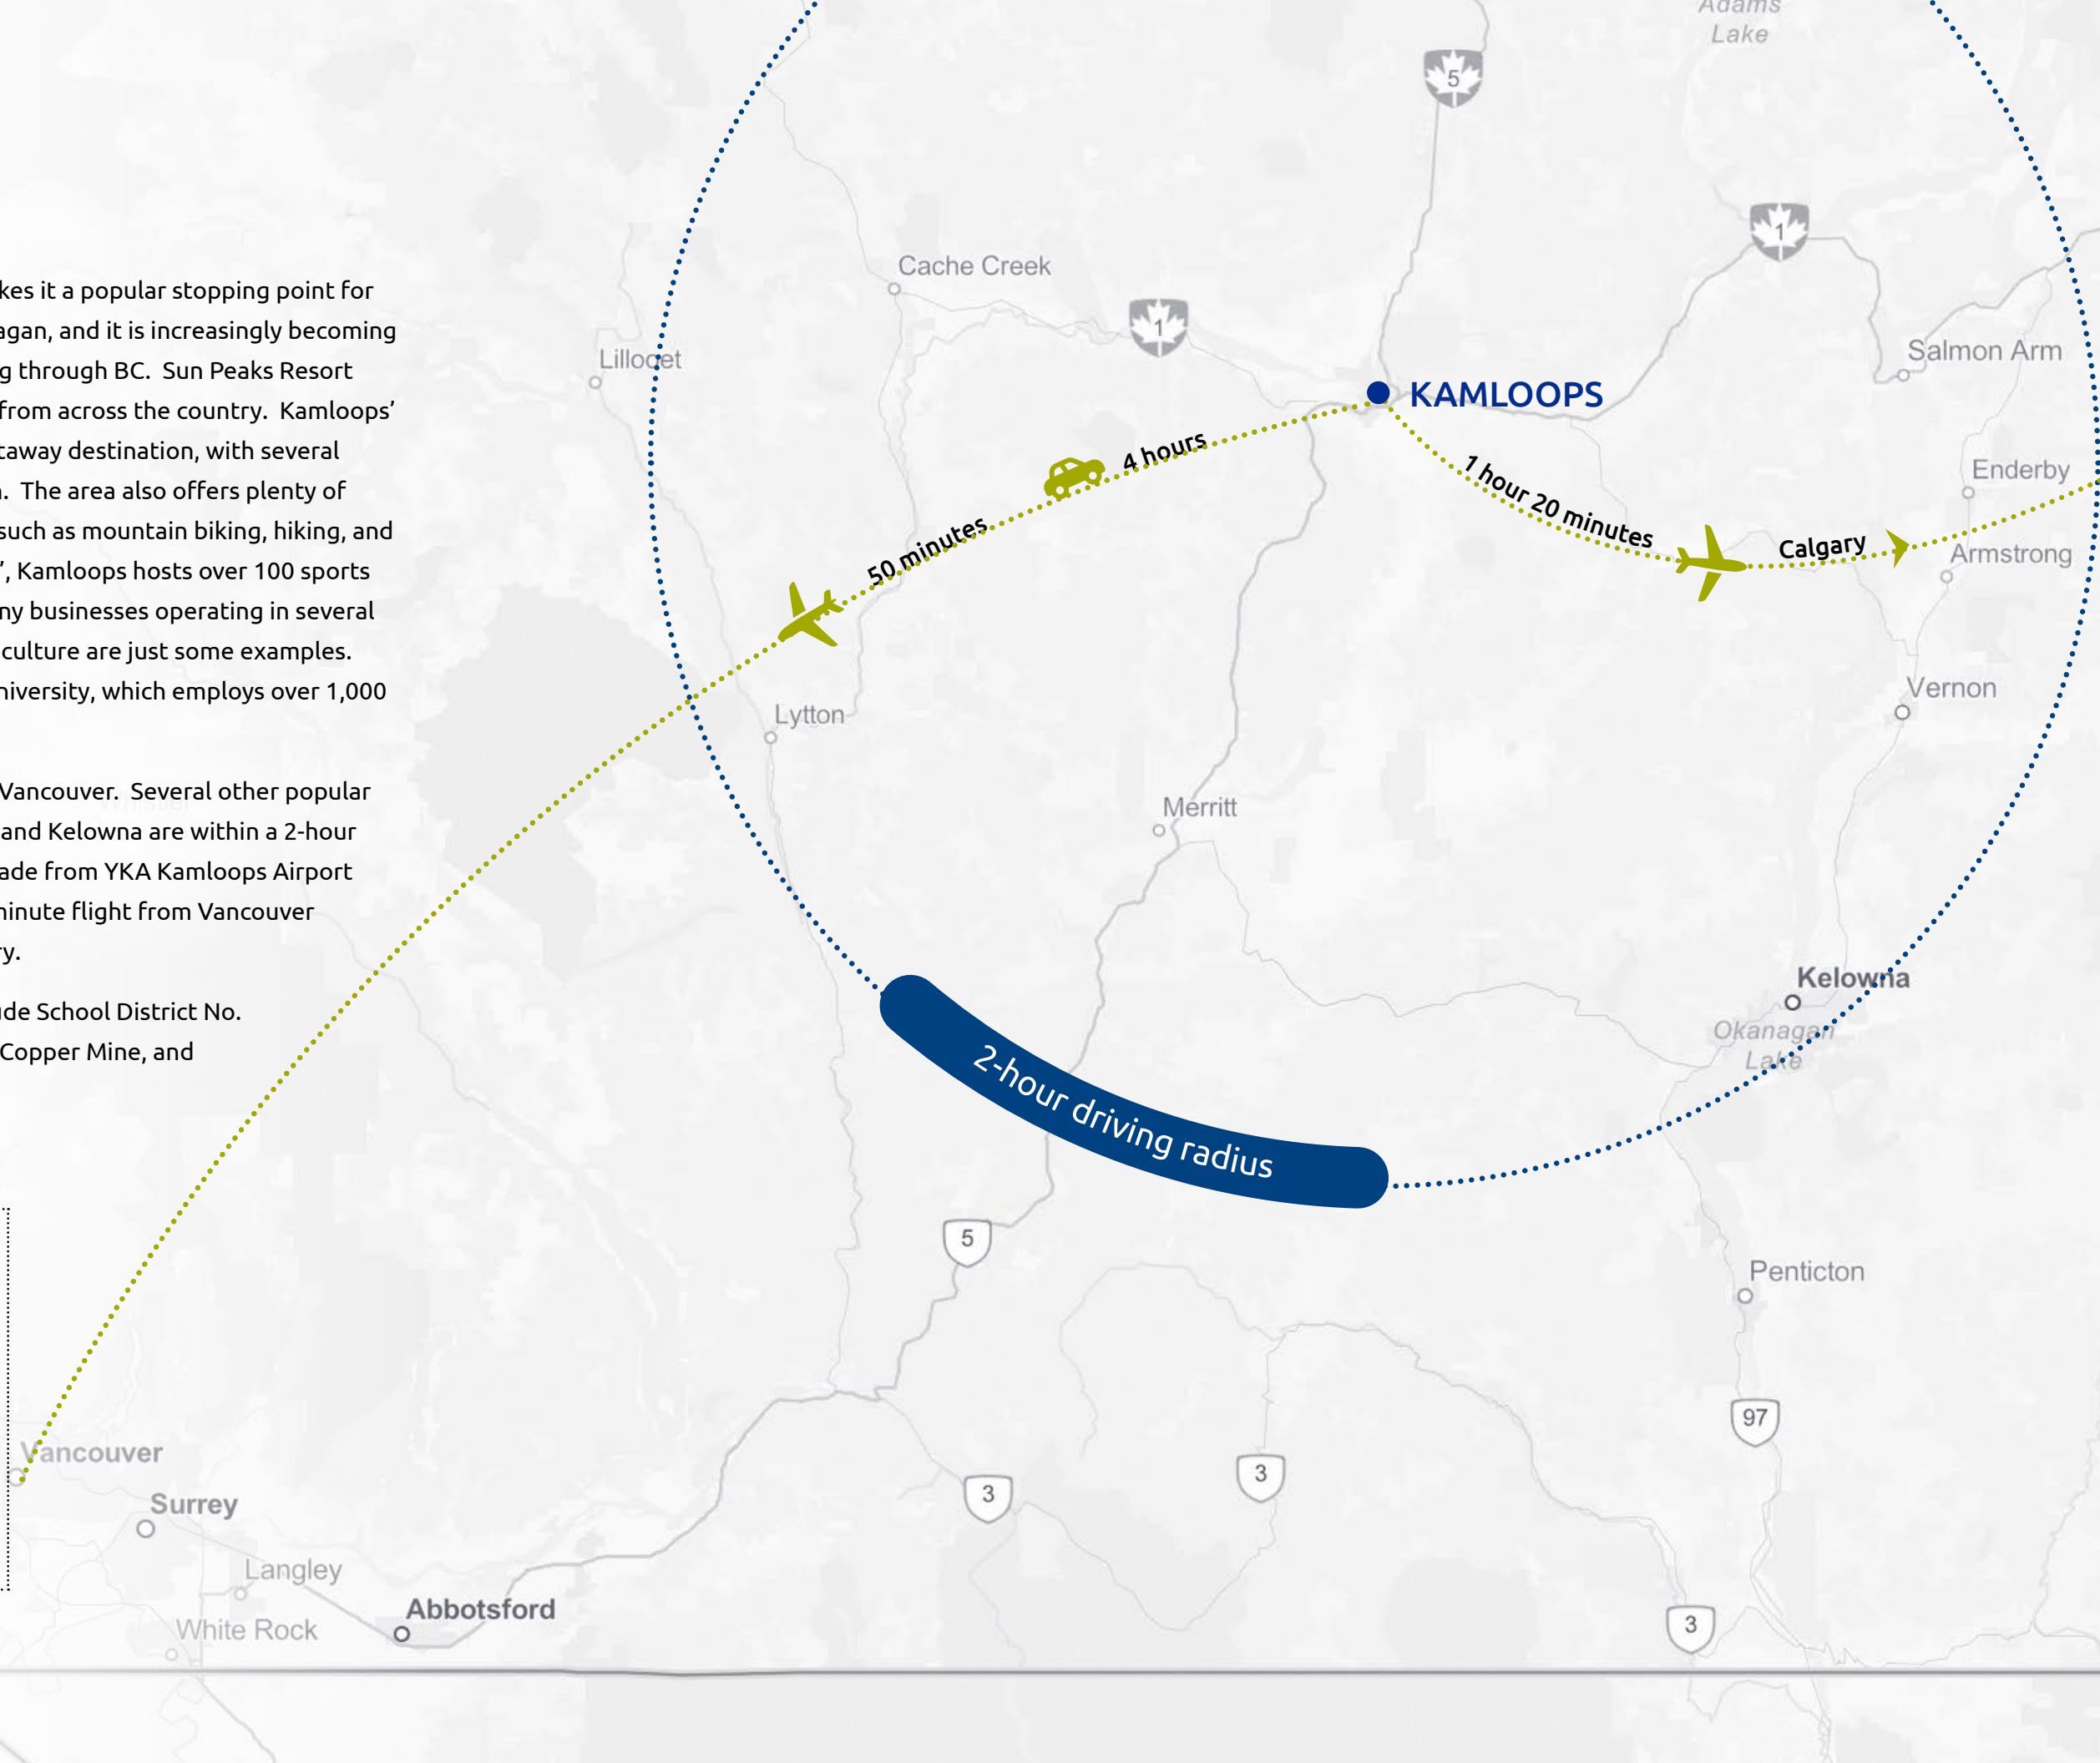 Adams
Lake
5
1
Cache Creek
1
Lillooet
Salmon Arm
KAMLOOPS
4 hours
1 hour 20 minutes
50 minutes
Calgary
Enderby
Armstrong
Vernon
Lytton
Merritt
Kelowna
Okanagan
Lake
2-hour driving radius
5
Penticton
97
3
3
3
Vancouver
Surrey
Langley
White Rock
Abbotsford
kes it a popular stopping point for
agan, and it is increasingly becoming
g through BC. Sun Peaks Resort
from across the country. Kamloops’
taway destination, with several
. The area also offers plenty of
such as mountain biking, hiking, and
’, Kamloops hosts over 100 sports
ny businesses operating in several
culture are just some examples.
niversity, which employs over 1,000
Vancouver. Several other popular
and Kelowna are within a 2-hour
ade from YKA Kamloops Airport
minute flight from Vancouver
ry.
de School District No.
Copper Mine, and